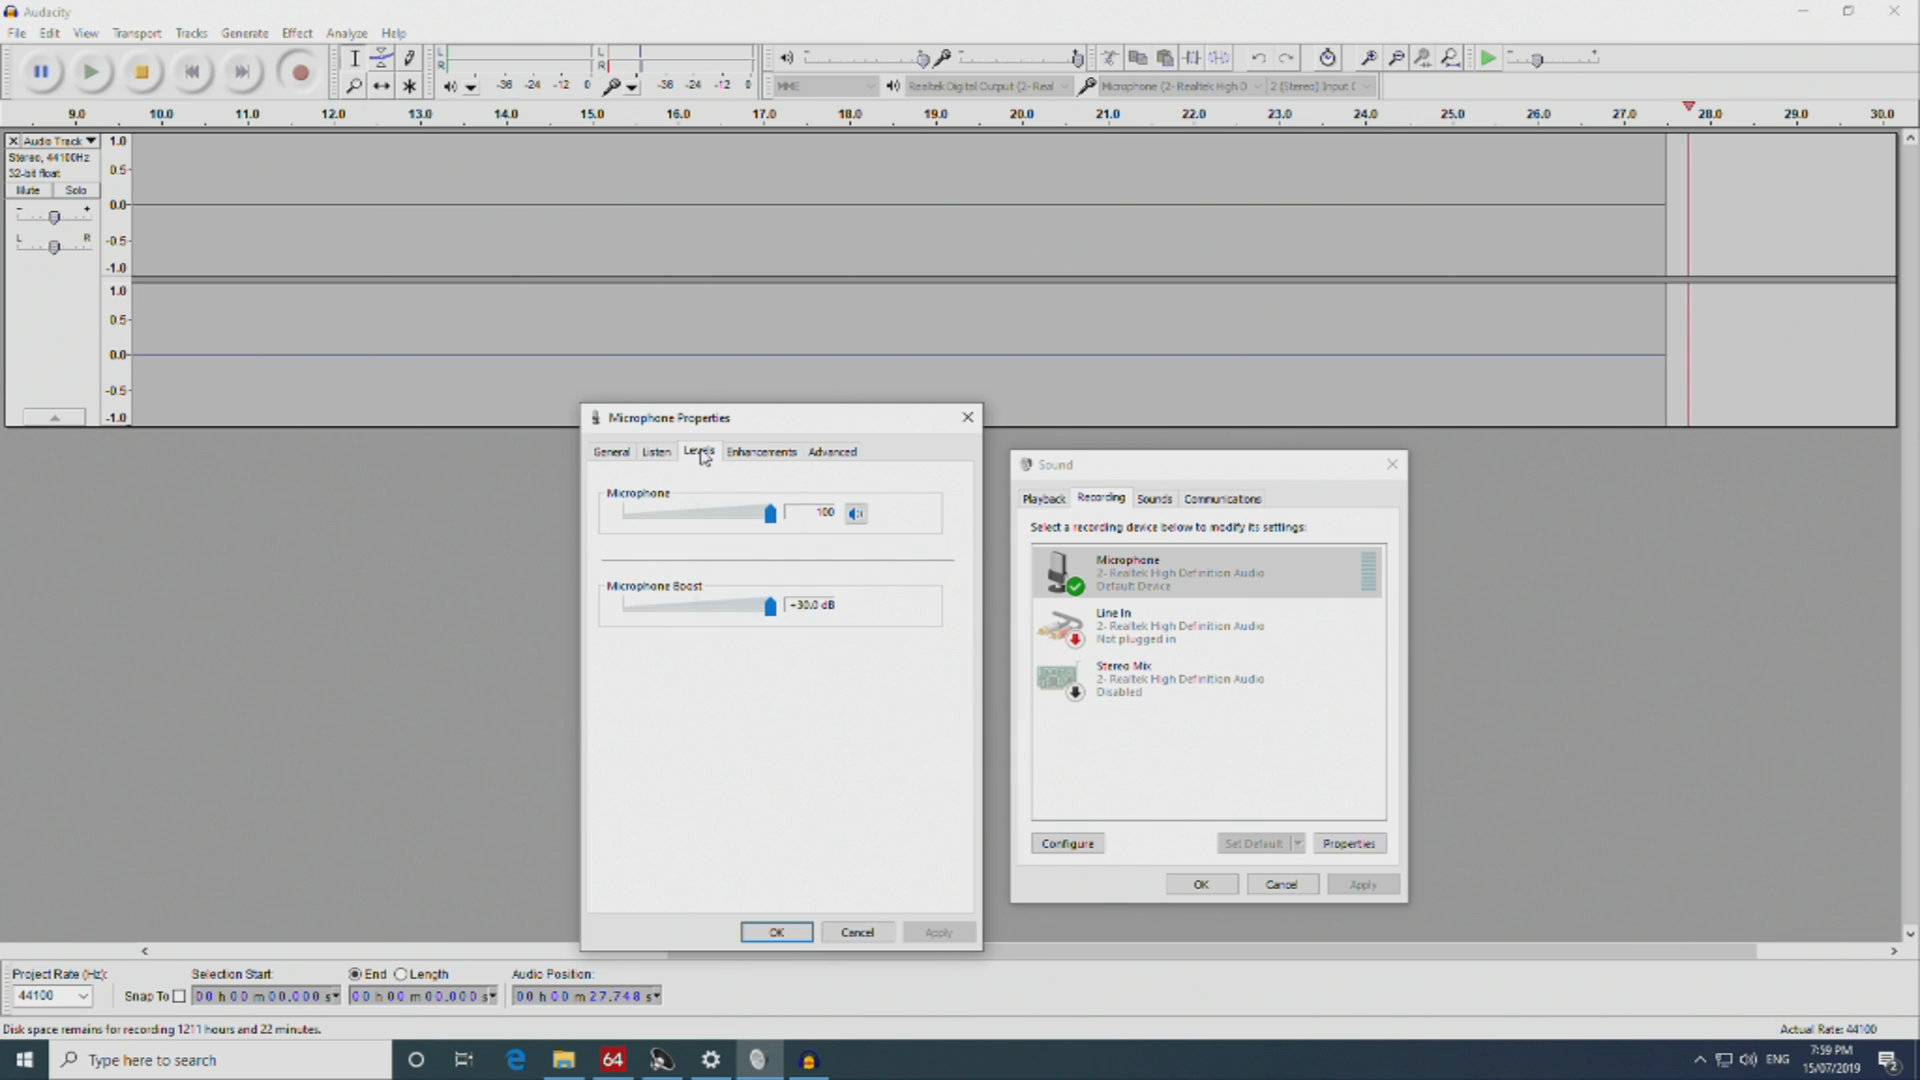 Audacity
File Edit View Transport Tracks Generate Effect Analyze Help
-36 -24 -12 0 -36 -24 -12 0
MME Realtek Digital Output (2- Real Microphone (2- Realtek High D 2 (Stereo) Input C
9.0 10.0 11.0 12.0 13.0 14.0 15.0 16.0 17.0 18.0 19.0 20.0 21.0 22.0 23.0 24.0 25.0 26.0 27.0 28.0 29.0 30.0
Audio Track
Stereo, 44100Hz
32-bit float
Mute Solo
- +
L R
1.0
0.5
0.0
-0.5
-1.0
1.0
0.5
0.0
-0.5
-1.0
Microphone Properties
General Listen Levels Enhancements Advanced
Microphone
100
Microphone Boost
+30.0 dB
OK Cancel Apply
Sound
Playback Recording Sounds Communications
Select a recording device below to modify its settings:
Microphone
2- Realtek High Definition Audio
Default Device
Line In
2- Realtek High Definition Audio
Not plugged in
Stereo Mix
2- Realtek High Definition Audio
Disabled
Configure Set Default Properties
OK Cancel Apply
Project Rate (Hz): Selection Start: End Length Audio Position:
44100 Snap To 00 h 00 m 00.000 s 00 h 00 m 00.000 s 00 h 00 m 27.748 s
Disk space remains for recording 1211 hours and 22 minutes. Actual Rate: 44100
Type here to search 64 ENG 7:59 PM
15/07/2019
2